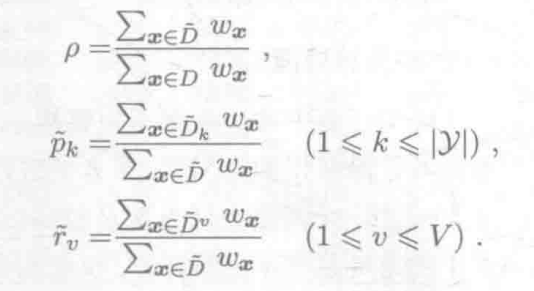 $\rho = \frac{\sum_{\boldsymbol{x} \in \tilde{D}} w_{\boldsymbol{x}}}{\sum_{\boldsymbol{x} \in D} w_{\boldsymbol{x}}}$ ,
$\tilde{p}_k = \frac{\sum_{\boldsymbol{x} \in \tilde{D}_k} w_{\boldsymbol{x}}}{\sum_{\boldsymbol{x} \in \tilde{D}} w_{\boldsymbol{x}}} \quad (1 \leqslant k \leqslant |\mathcal{Y}|)$ ,
$\tilde{r}_v = \frac{\sum_{\boldsymbol{x} \in \tilde{D}^v} w_{\boldsymbol{x}}}{\sum_{\boldsymbol{x} \in \tilde{D}} w_{\boldsymbol{x}}} \quad (1 \leqslant v \leqslant V)$ .